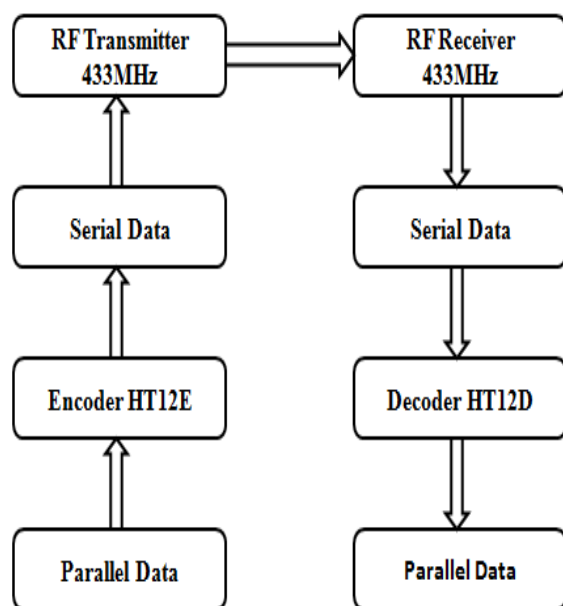 RF Transmitter
433MHz
RF Receiver
433MHz
Serial Data
Serial Data
Encoder HT12E
Decoder HT12D
Parallel Data
Parallel Data